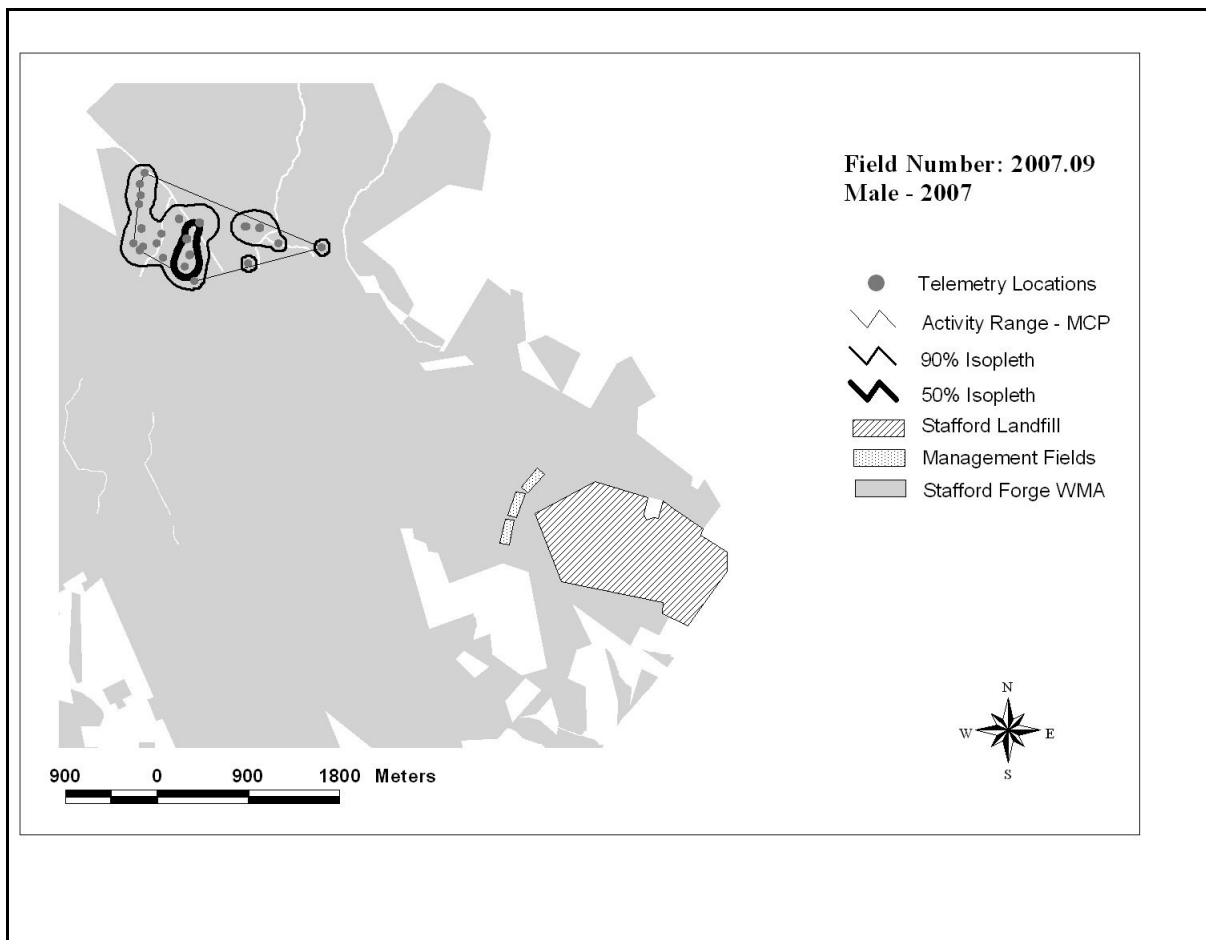 Field Number: 2007.09
Male - 2007
Telemetry Locations
Activity Range - MCP
90% Isopleth
50% Isopleth
Stafford Landfill
Management Fields
Stafford Forge WMA
N
W E
S
900 0 900 1800 Meters